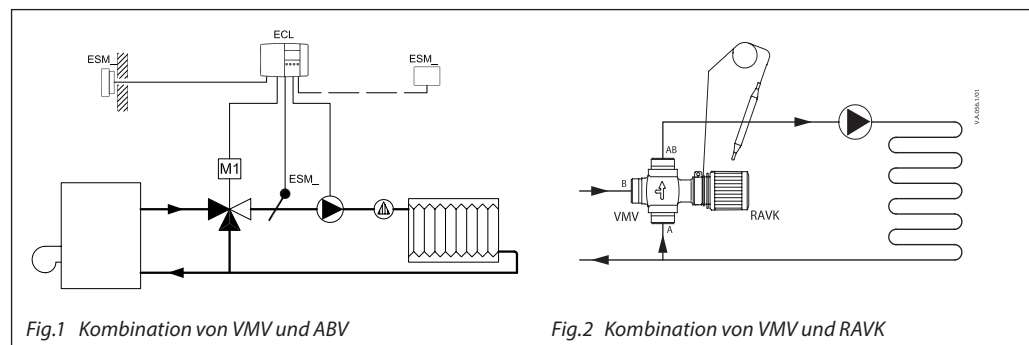 ECL
ESM_
ESM_
M1
ESM_
AB
B
VMV
A
RAVK
V.A.056.1/01
Fig.1 Kombination von VMV und ABV
Fig.2 Kombination von VMV und RAVK